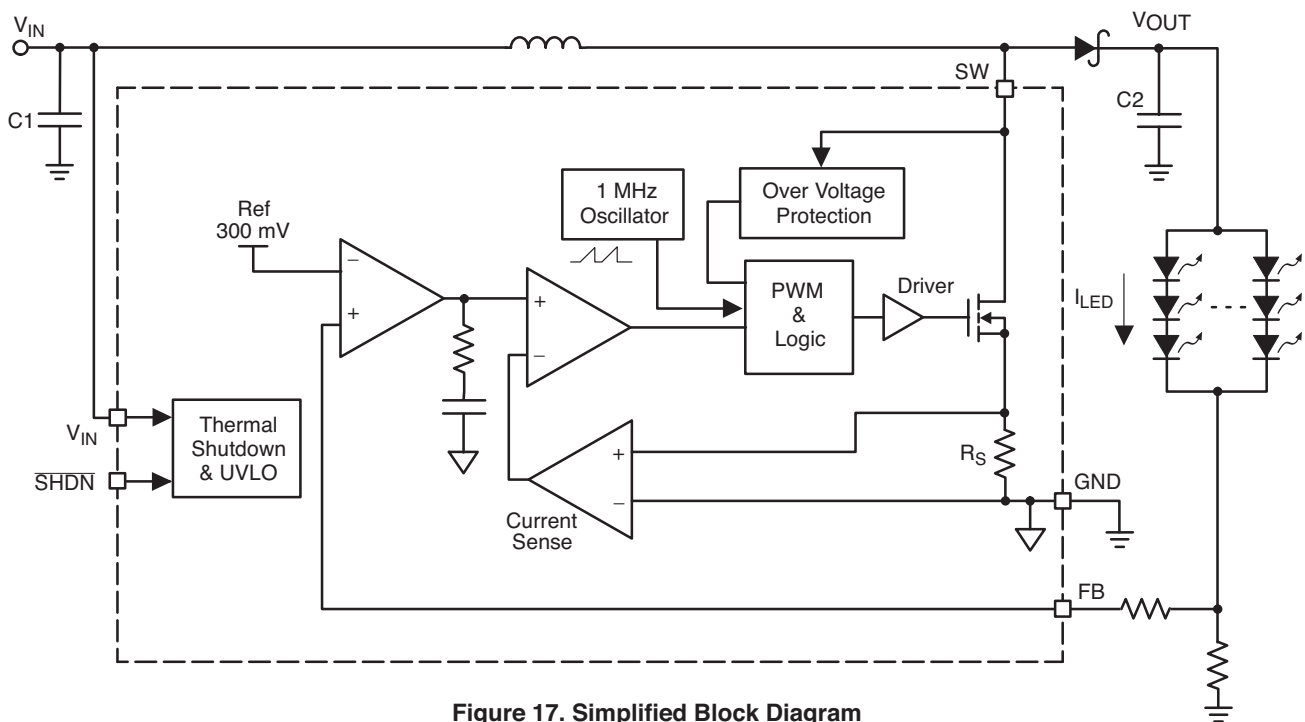 VIN
VOUT
SW
C1
C2
1 MHz
Oscillator
Over Voltage
Protection
Ref
300 mV
−
+
+
−
PWM
&
Logic
Driver
ILED
VIN
SHDN
Thermal
Shutdown
& UVLO
+
−
Current
Sense
RS
GND
FB
Figure 17. Simplified Block Diagram